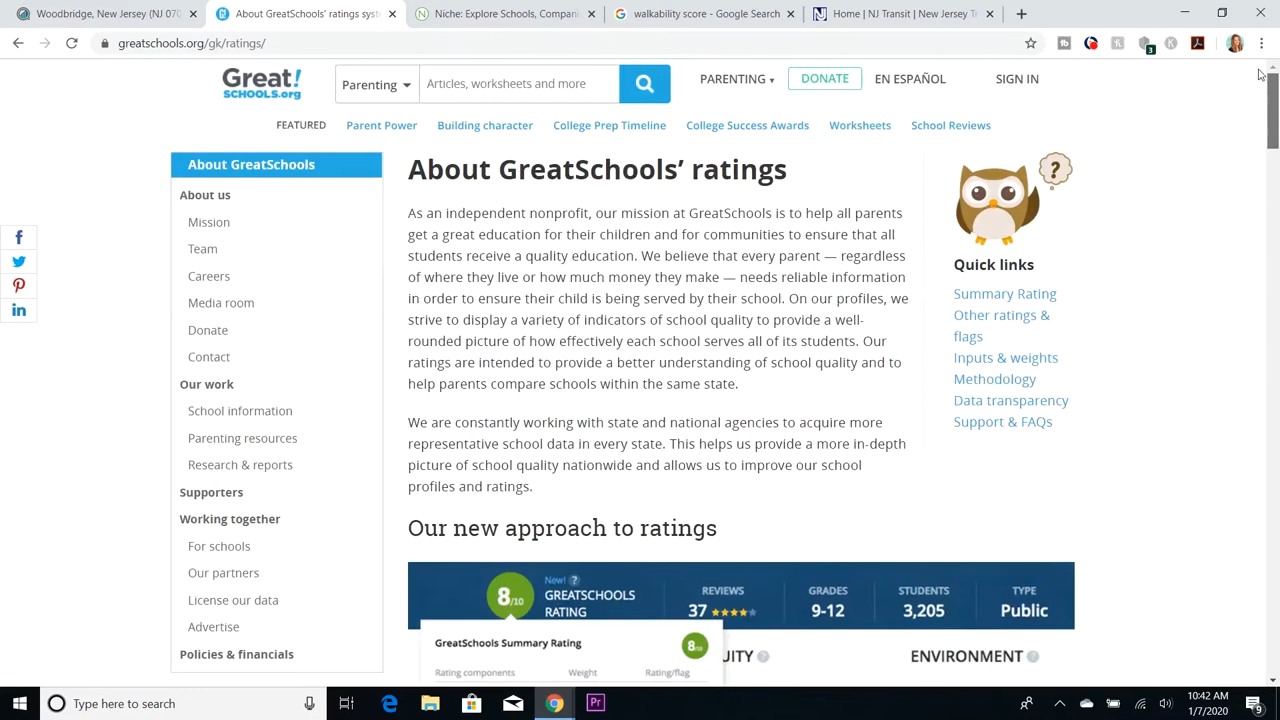 Woodbridge, New Jersey (NJ 070
About GreatSchools' ratings syst
Niche: Explore, Compan
walkability score - Google Search
Home | NJ Transit | New Jersey T
greatschools.org/gk/ratings/
3
Great!
SCHOOLS.org
Parenting
Articles, worksheets and more
PARENTING
DONATE
EN ESPAÑOL
SIGN IN
FEATURED
Parent Power
Building character
College Prep Timeline
College Success Awards
Worksheets
School Reviews
About GreatSchools
About us
Mission
Team
Careers
Media room
Donate
Contact
Our work
School information
Parenting resources
Research & reports
Supporters
Working together
For schools
Our partners
License our data
Advertise
Policies & financials
About GreatSchools' ratings
As an independent nonprofit, our mission at GreatSchools is to help all parents
get a great education for their children and for communities to ensure that all
students receive a quality education. We believe that every parent — regardless
of where they live or how much money they make — needs reliable information
in order to ensure their child is being served by their school. On our profiles, we
strive to display a variety of indicators of school quality to provide a well-
rounded picture of how effectively each school serves all of its students. Our
ratings are intended to provide a better understanding of school quality and to
help parents compare schools within the same state.
We are constantly working with state and national agencies to acquire more
representative school data in every state. This helps us provide a more in-depth
picture of school quality nationwide and allows us to improve our school
profiles and ratings.
Our new approach to ratings
8/10
New! ?
GREATSCHOOLS
RATING
REVIEWS
37
GRADES
9-12
STUDENTS
3,205
TYPE
Public
GreatSchools Summary Rating
8/10
Rating components
Weight
Rating/flag
UITY ?
ENVIRONMENT ?
?
Quick links
Summary Rating
Other ratings &
flags
Inputs & weights
Methodology
Data transparency
Support & FAQs
Type here to search
Pr
10:42 AM
1/7/2020
9